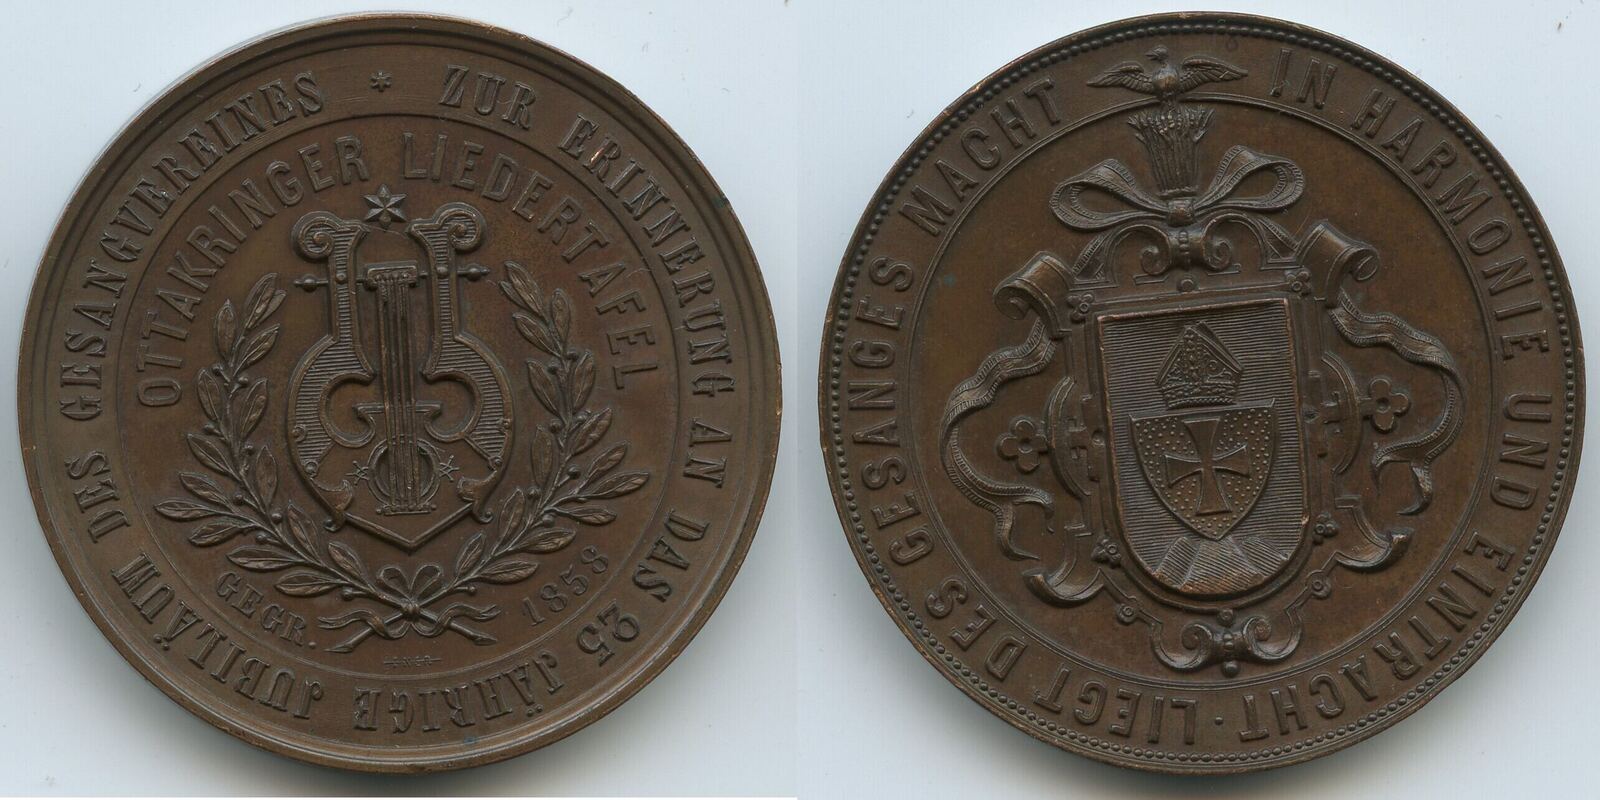 ZUR ERINNERUNG AN DAS 25 JÄHRIGE JUBILÄUM DES GESANGVEREINES *
OTTAKRINGER LIEDERTAFEL
GEGR. 1858
IN HARMONIE UND EINTRACHT · LIEGT DES GESANGES MACHT